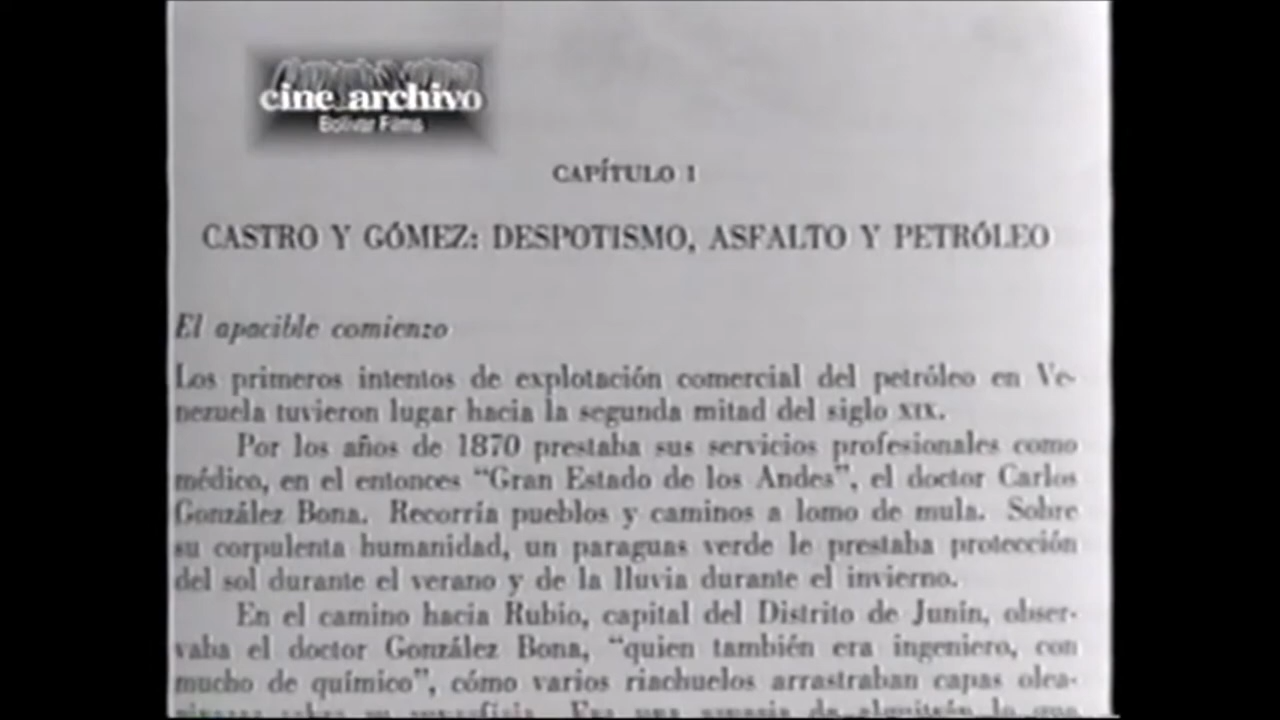 cine archivo
Bolívar Films
CAPÍTULO I
CASTRO Y GÓMEZ: DESPOTISMO, ASFALTO Y PETRÓLEO
El apacible comienzo
Los primeros intentos de explotación comercial del petróleo en Ve-
nezuela tuvieron lugar hacia la segunda mitad del siglo XIX.
Por los años de 1870 prestaba sus servicios profesionales como
médico, en el entonces “Gran Estado de los Andes”, el doctor Carlos
González Bona. Recorría pueblos y caminos a lomo de mula. Sobre
su corpulenta humanidad, un paraguas verde le prestaba protección
del sol durante el verano y de la lluvia durante el invierno.
En el camino hacia Rubio, capital del Distrito de Junín, obser-
vaba el doctor González Bona, “quien también era ingeniero, con
mucho de químico”, cómo varios riachuelos arrastraban capas olea-